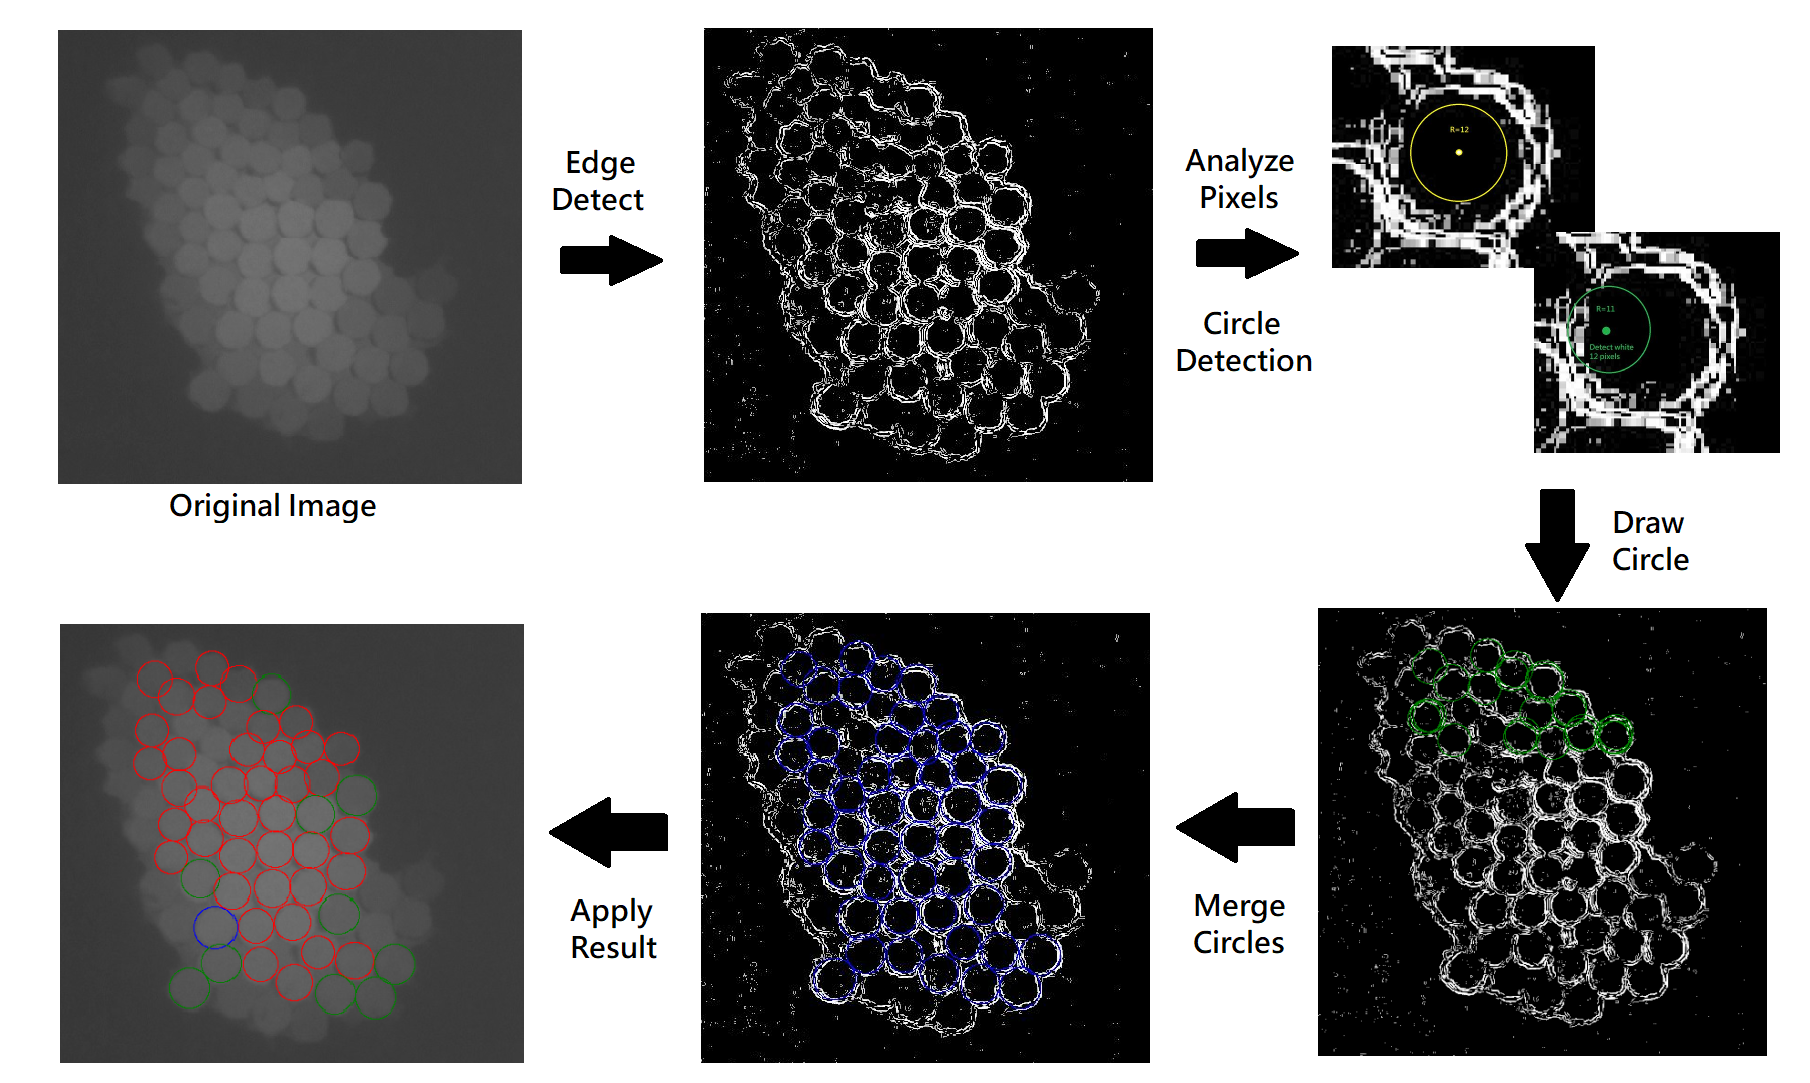 Original Image
Edge
Detect
Analyze
Pixels
Circle
Detection
R=12
R=11
Detect white
12 pixels
Draw
Circle
Merge
Circles
Apply
Result